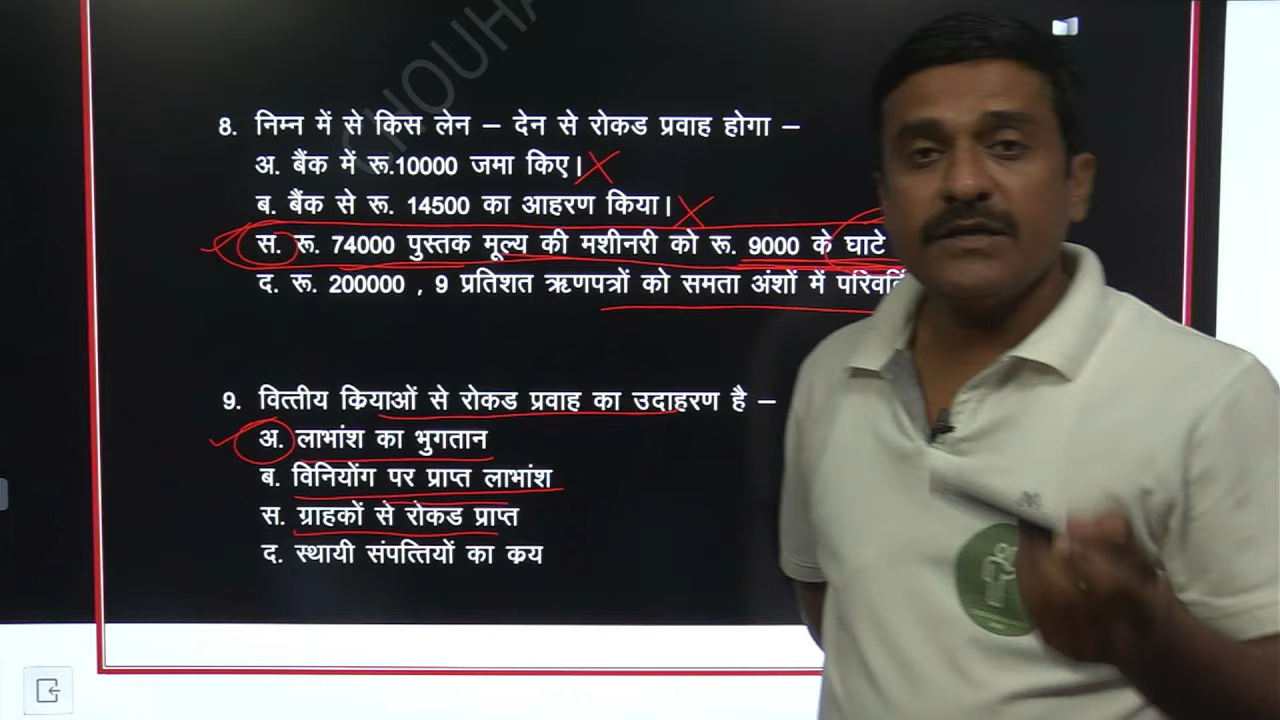 CHOUHA
8. निम्न में से किस लेन – देन से रोकड प्रवाह होगा –
अ. बैंक में रू.10000 जमा किए।
ब. बैंक से रू. 14500 का आहरण किया।
स. रू. 74000 पुस्तक मूल्य की मशीनरी को रू. 9000 के घाटे
द. रू. 200000 , 9 प्रतिशत ऋणपत्रों को समता अंशों में
9. वित्तीय कियाओं से रोकड प्रवाह का उदाहरण है –
अ. लाभांश का भुगतान
ब. विनियोंग पर प्राप्त लाभांश
स. ग्राहकों से रोकड प्राप्त
द. स्थायी संपत्तियों का कय